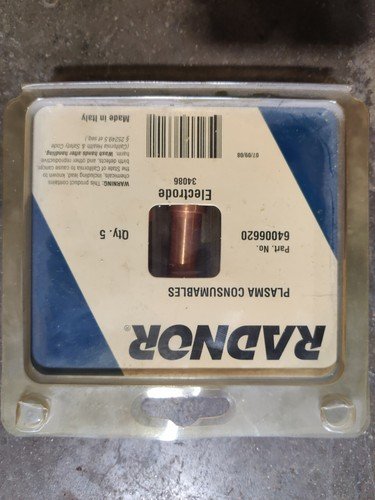 RADNOR®
PLASMA CONSUMABLES
Part. No.
64006620
Qty. 5
Electrode
34086
07/09/08
WARNING: This product contains
chemicals, including lead, known to
the State of California to cause cancer,
birth defects, and other reproductive
harm. Wash hands after handling.
(California Health & Safety Code
§ 25249.5 of seq.)
Made in Italy